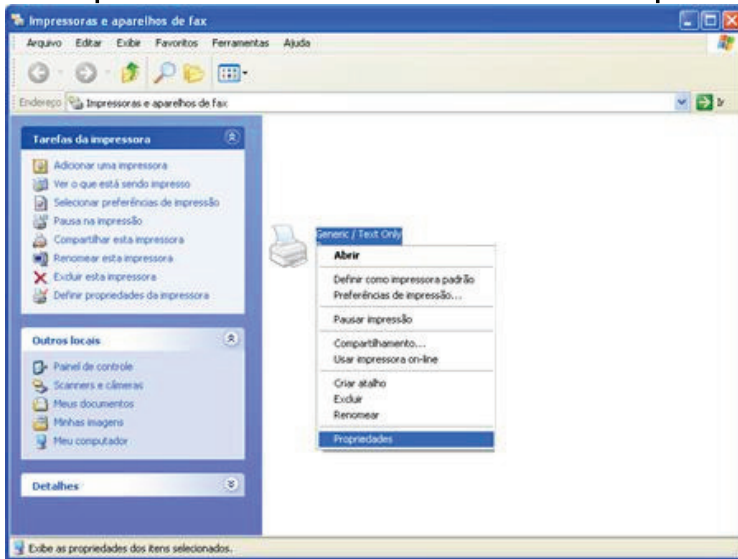 Impressoras e aparelhos de fax
Arquivo Editar Exibir Favoritos Ferramentas Ajuda
Endereço Impressoras e aparelhos de fax Ir
Tarefas da impressora
Adicionar uma impressora
Ver o que está sendo impresso
Selecionar preferências de impressão
Pausa na impressão
Compartilhar esta impressora
Renomear esta impressora
Excluir esta impressora
Definir propriedades da impressora
Outros locais
Painel de controle
Scanners e câmeras
Meus documentos
Minhas imagens
Meu computador
Detalhes
Generic / Text Only
Abrir
Definir como impressora padrão
Preferências de impressão...
Pausar impressão
Compartilhamento...
Usar impressora on-line
Criar atalho
Excluir
Renomear
Propriedades
Exibe as propriedades dos itens selecionados.